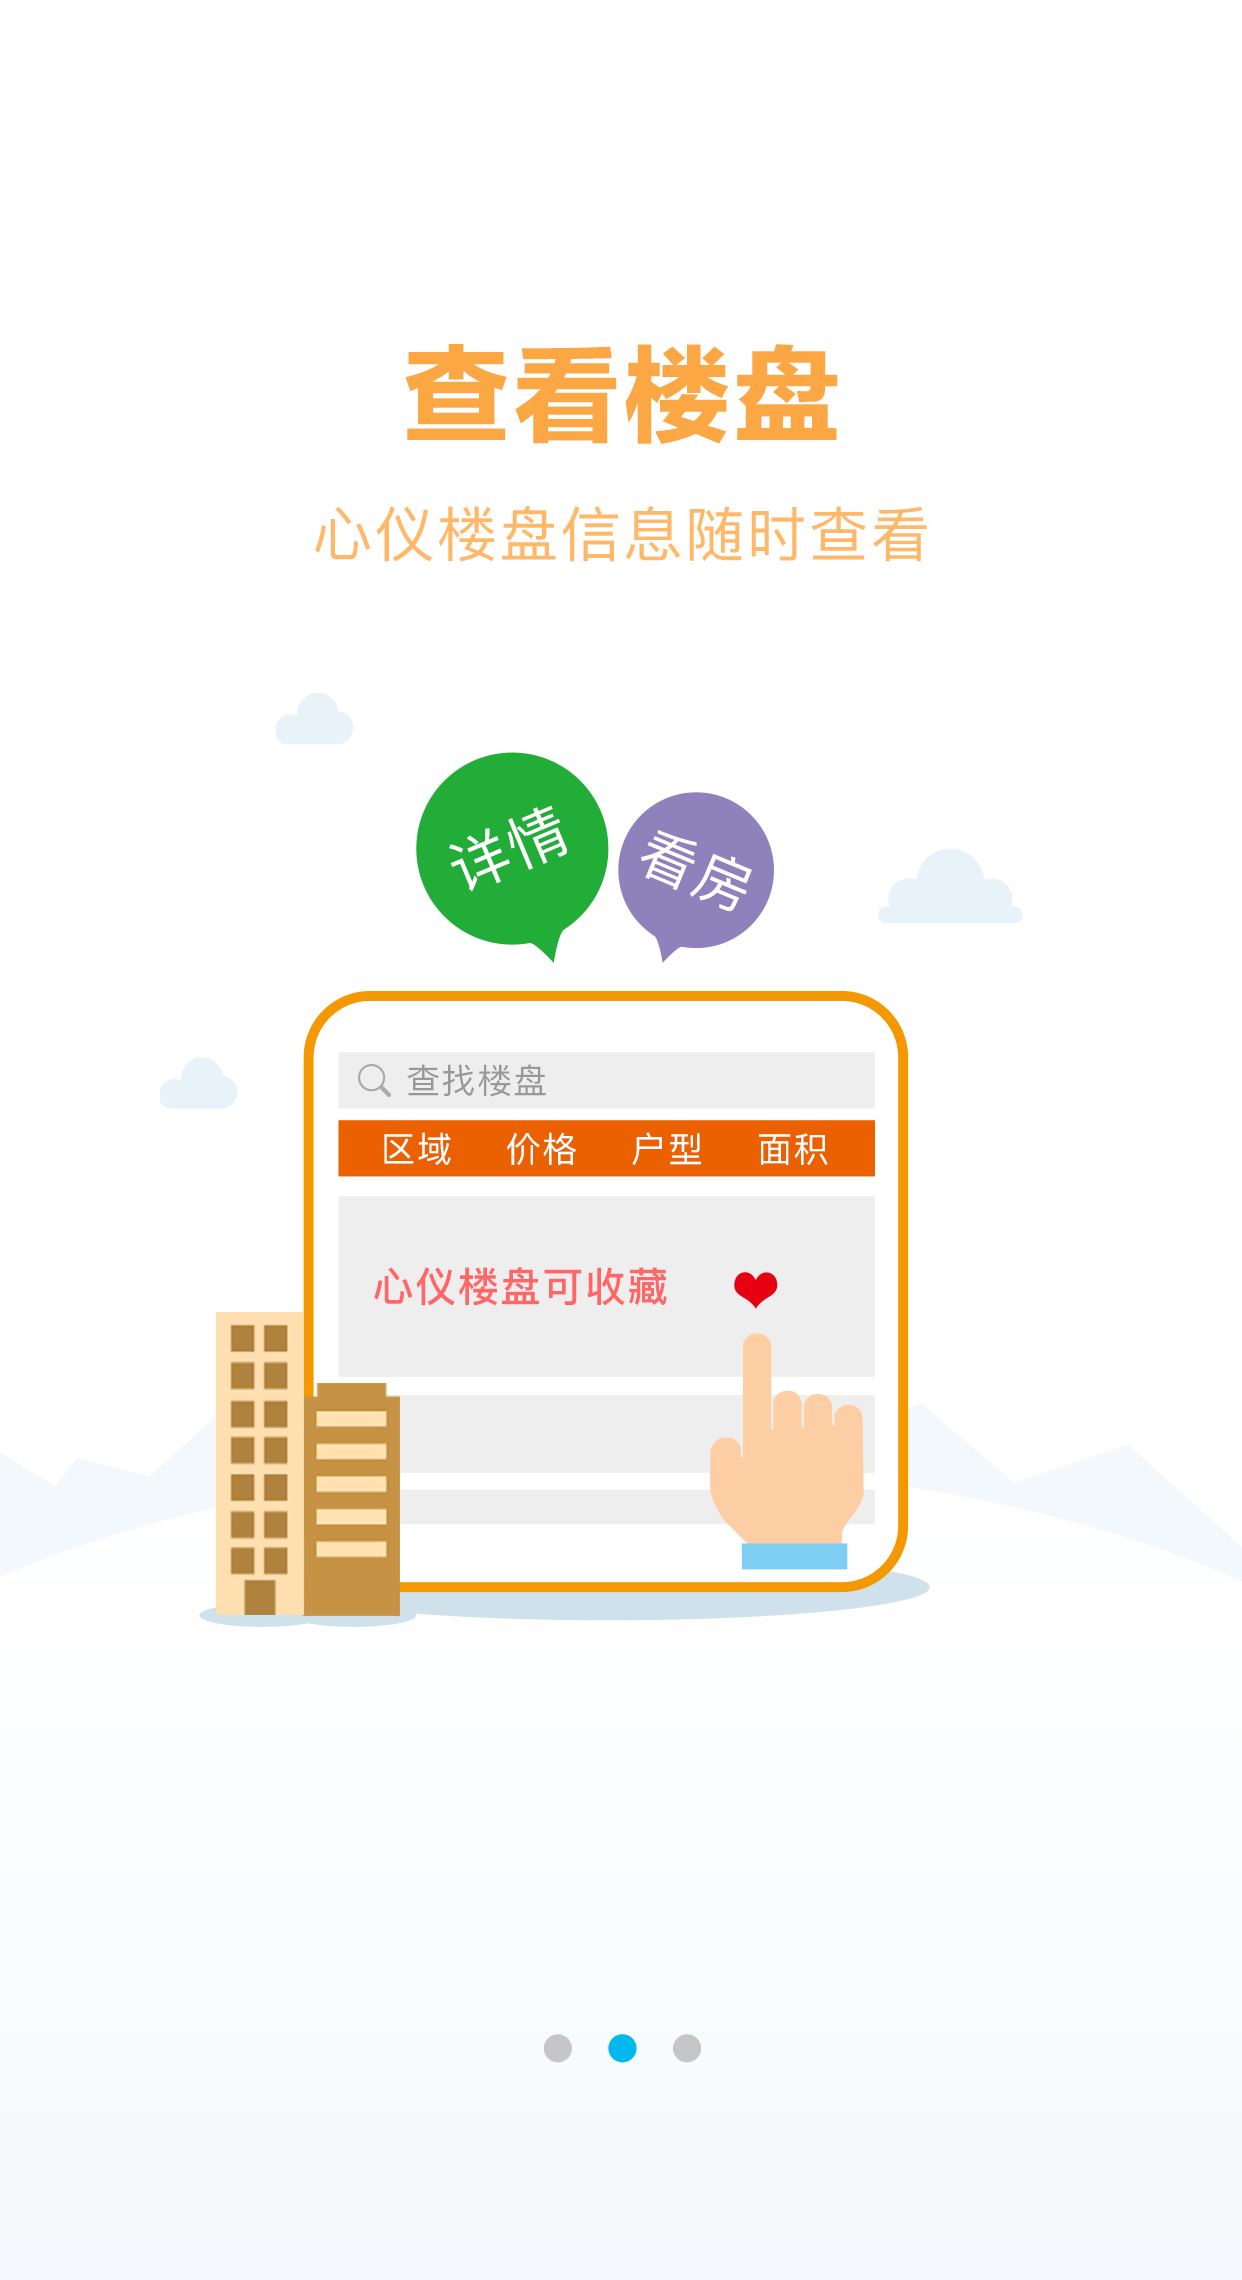 查看楼盘
心仪楼盘信息随时查看
详情
看房
查找楼盘
区域 价格 户型 面积
心仪楼盘可收藏